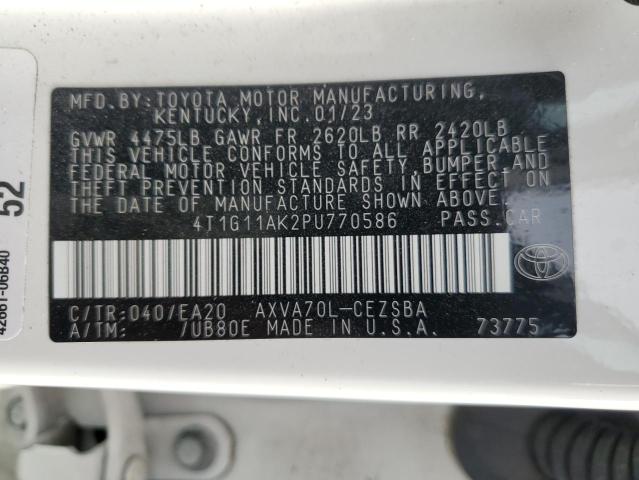 MFD.BY:TOYOTA MOTOR MANUFACTURING,
KENTUCKY,INC.01/23
GVWR 4475LB GAWR FR 2620LB RR 2420LB
THIS VEHICLE CONFORMS TO ALL APPLICABLE
FEDERAL MOTOR VEHICLE SAFETY,BUMPER AND
THEFT PREVENTION STANDARDS IN EFFECT ON
THE DATE OF MANUFACTURE SHOWN ABOVE.
4T1G11AK2PU770586 PASS.CAR
C/TR:040/EA20 AXVA70L-CEZSBA
A/TM: /UB80E MADE IN U.S.A. 73775
52
42661-06B40